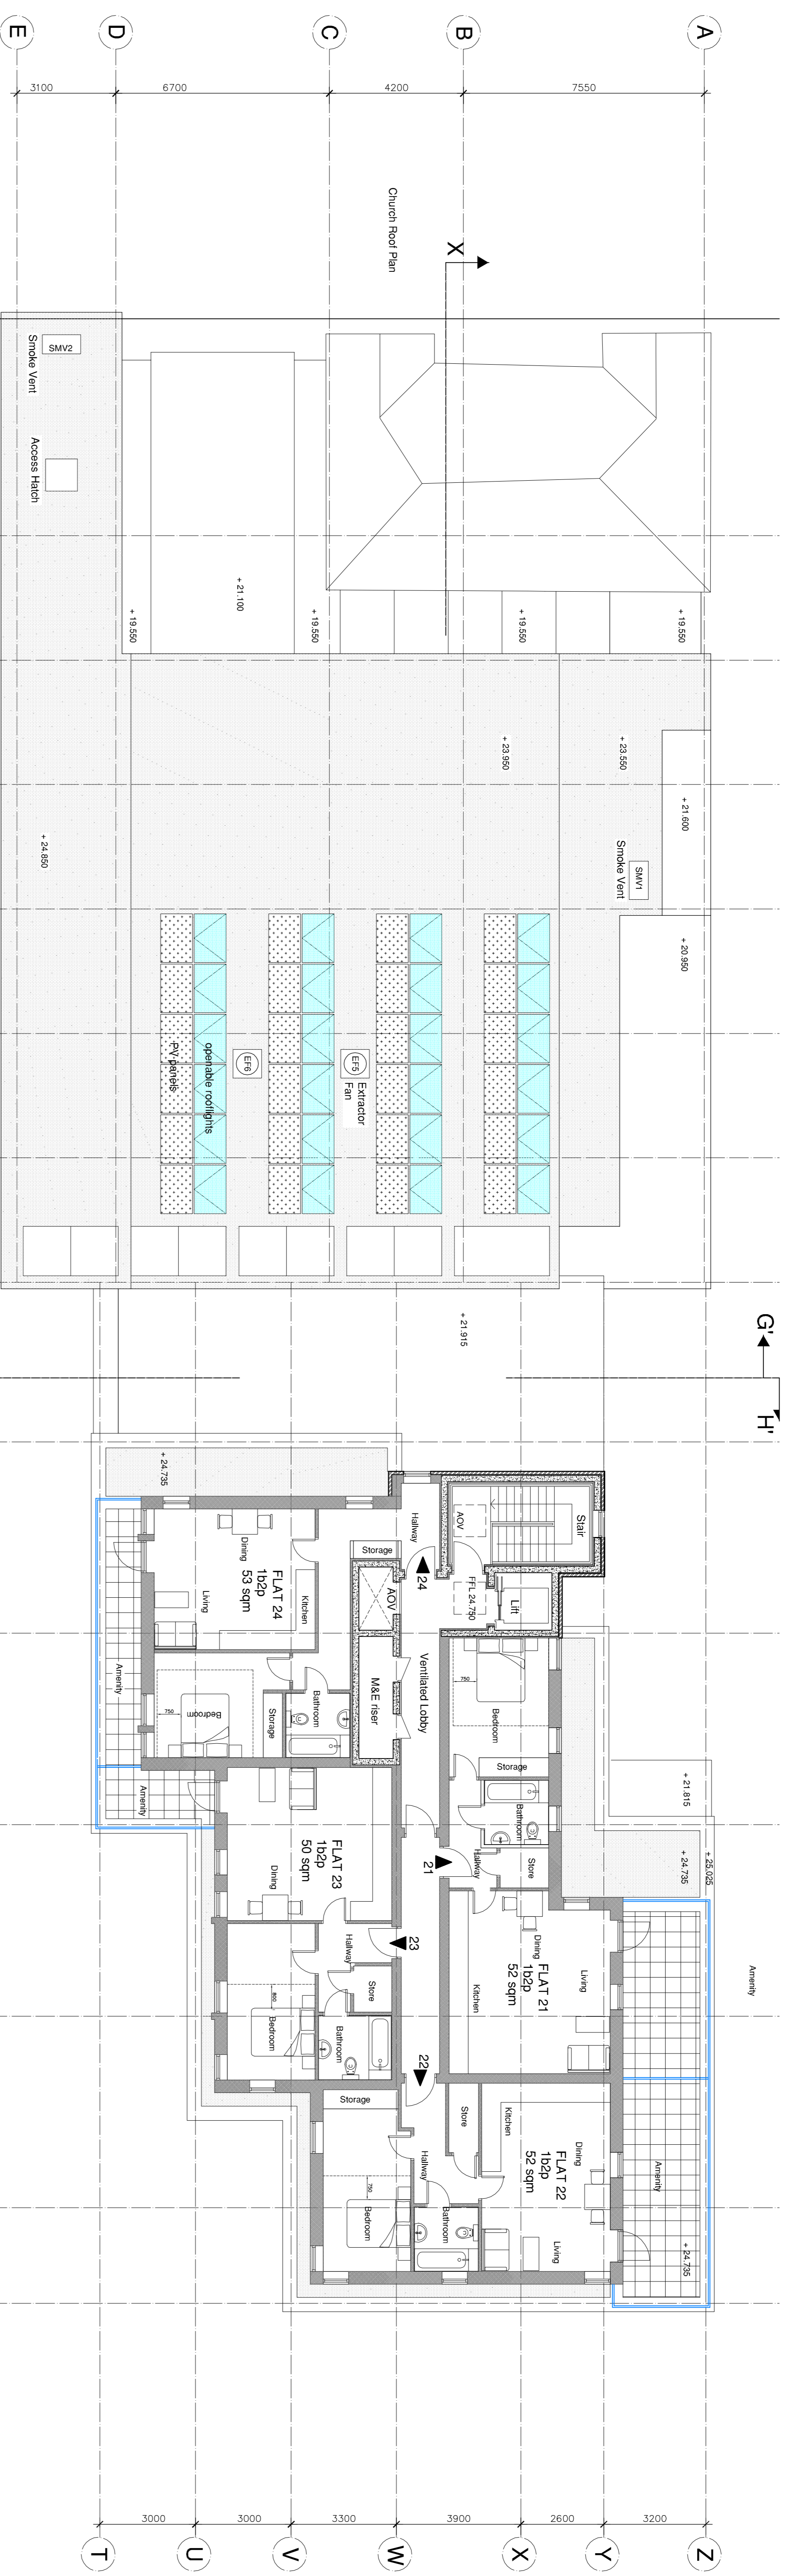 A
B
C
D
E
7550
4200
6700
3100
Church Roof Plan
X
SMV2
Smoke Vent
Access Hatch
+ 21.100
+ 19.550
+ 19.550
+ 19.550
+ 19.550
+ 23.950
+ 23.550
+ 21.600
+ 24.850
SMV1
Smoke Vent
+ 20.950
EF6
EF5
Extractor
Fan
openable rooflights
PV panels
+ 21.915
G'
H'
+ 24.735
Stair
AOV
Hallway
24
FFL 24.750
Lift
Storage
AOV
M&E riser
Ventilated Lobby
Dining
FLAT 24
1b2p
53 sqm
Kitchen
Living
Amenity
Bedroom
750
Storage
Bathroom
Amenity
Bedroom
750
Storage
Bathroom
Store
Hallway
21
+ 21.815
+ 24.735
+ 25.025
FLAT 23
1b2p
50 sqm
Dining
23
Hallway
Store
Bathroom
Bedroom
600
FLAT 21
1b2p
52 sqm
Dining
Living
Kitchen
Amenity
22
Store
Kitchen
FLAT 22
1b2p
52 sqm
Dining
Living
Amenity
+ 24.735
Storage
Hallway
Bathroom
Bedroom
750
3200
2600
3900
3300
3000
3000
Z
Y
X
W
V
U
T